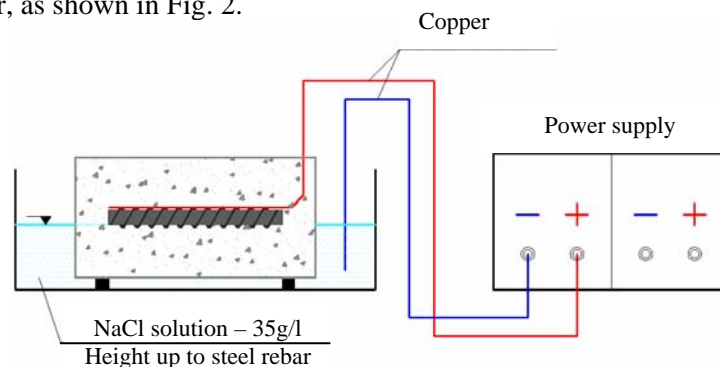 r, as shown in Fig. 2.
Copper
Power supply
− + − +
NaCl solution – 35g/l
Height up to steel rebar